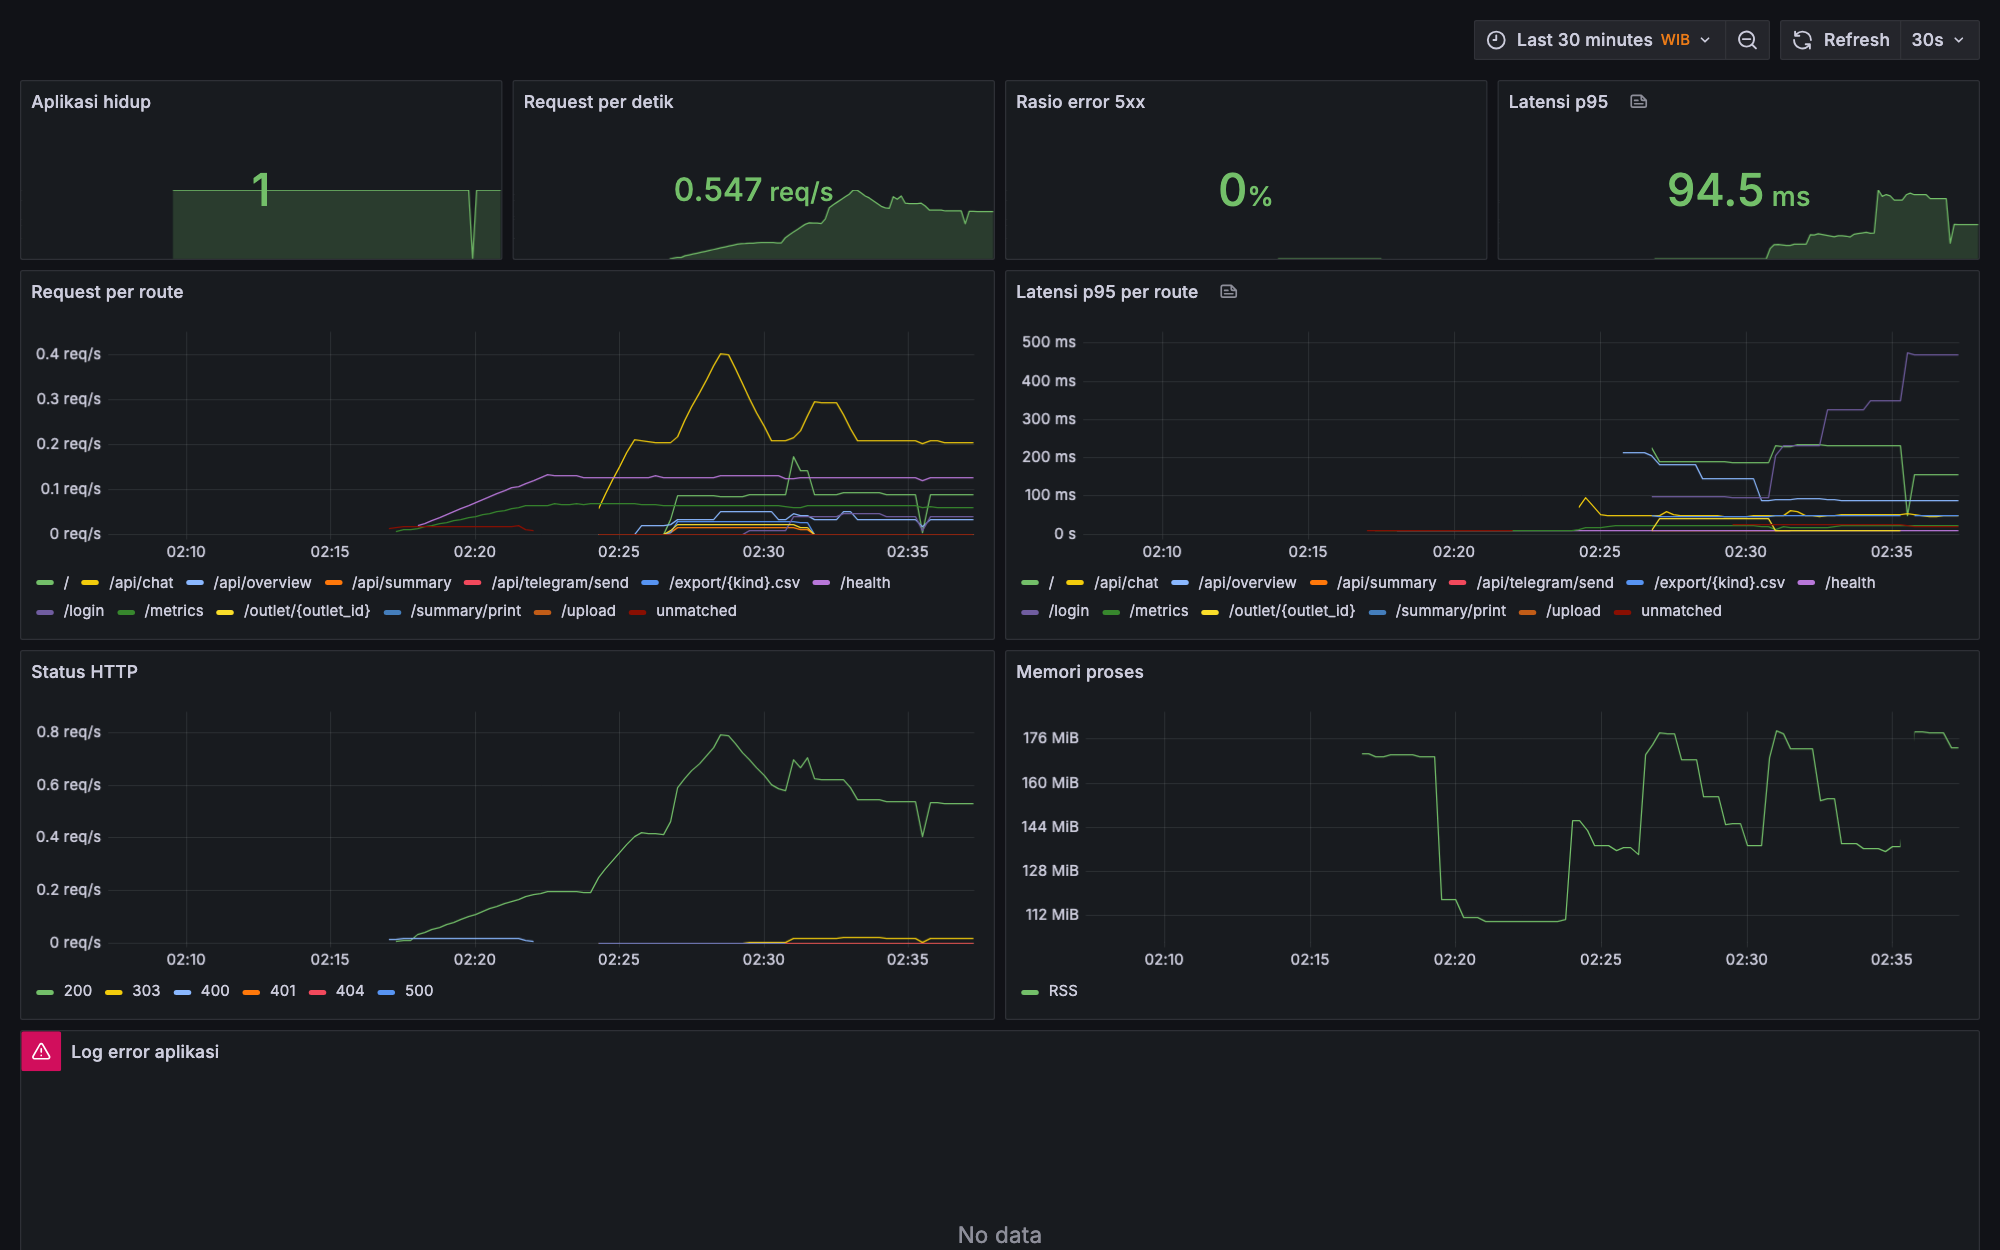 Last 30 minutes WIB
Refresh 30s
Aplikasi hidup
1
Request per detik
0.547 req/s
Rasio error 5xx
0%
Latensi p95
94.5 ms
Request per route
0.4 req/s
0.3 req/s
0.2 req/s
0.1 req/s
0 req/s
02:10 02:15 02:20 02:25 02:30 02:35
/ /api/chat /api/overview /api/summary /api/telegram/send /export/{kind}.csv /health
/login /metrics /outlet/{outlet_id} /summary/print /upload unmatched
Latensi p95 per route
500 ms
400 ms
300 ms
200 ms
100 ms
0 s
02:10 02:15 02:20 02:25 02:30 02:35
/ /api/chat /api/overview /api/summary /api/telegram/send /export/{kind}.csv /health
/login /metrics /outlet/{outlet_id} /summary/print /upload unmatched
Status HTTP
0.8 req/s
0.6 req/s
0.4 req/s
0.2 req/s
0 req/s
02:10 02:15 02:20 02:25 02:30 02:35
200 303 400 401 404 500
Memori proses
176 MiB
160 MiB
144 MiB
128 MiB
112 MiB
02:10 02:15 02:20 02:25 02:30 02:35
RSS
Log error aplikasi
No data